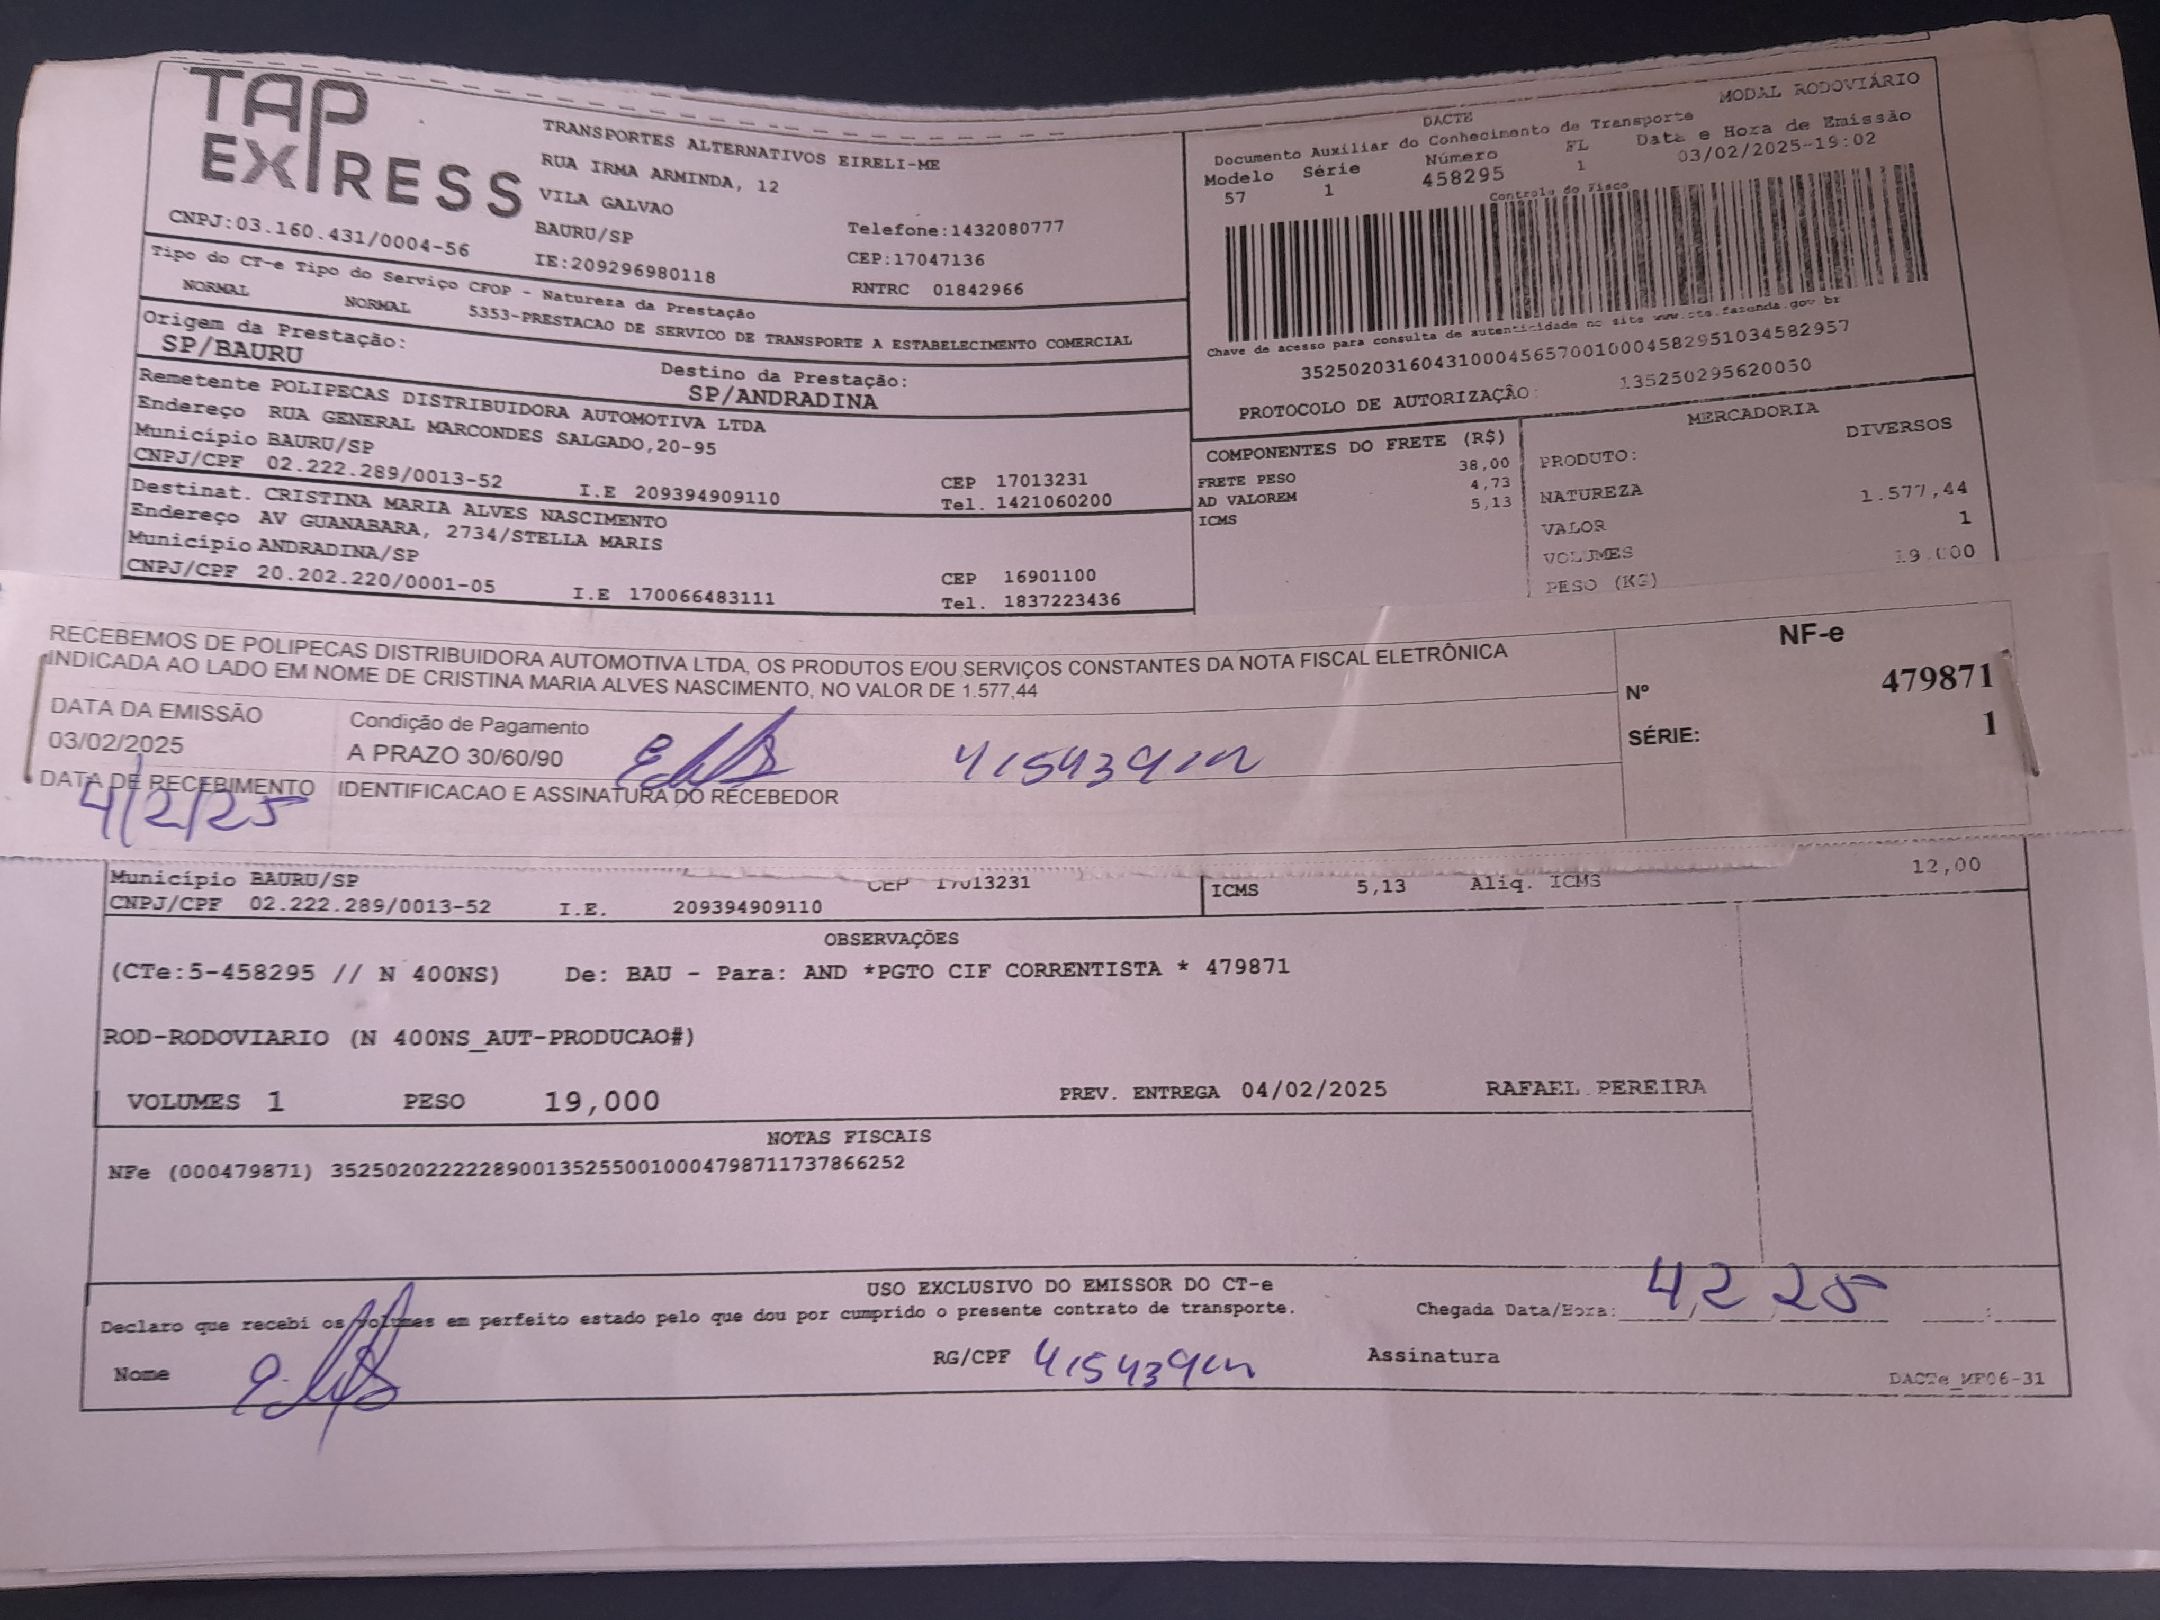 TAP
EXPRESS
TRANSPORTES ALTERNATIVOS EIRELI-ME
RUA IRMA ARMINDA, 12
VILA GALVAO
BAURU/SP
Telefone:1432080777
CNPJ:03.160.431/0004-56
IE:209296980118
CEP:17047136
RNTRC 01842966
Tipo do CT-e Tipo do Serviço CFOP - Natureza da Prestação
NORMAL NORMAL 5353-PRESTACAO DE SERVICO DE TRANSPORTE A ESTABELECIMENTO COMERCIAL
Origem da Prestação:
SP/BAURU
Destino da Prestação:
SP/ANDRADINA
Remetente POLIPECAS DISTRIBUIDORA AUTOMOTIVA LTDA
Endereço RUA GENERAL MARCONDES SALGADO,20-95
Município BAURU/SP
CEP 17013231
CNPJ/CPF 02.222.289/0013-52 I.E 209394909110 Tel. 1421060200
Destinat. CRISTINA MARIA ALVES NASCIMENTO
Endereço AV GUANABARA, 2734/STELLA MARIS
Município ANDRADINA/SP CEP 16901100
CNPJ/CPF 20.202.220/0001-05 I.E 170066483111 Tel. 1837223436
DACTE
MODAL RODOVIÁRIO
Documento Auxiliar do Conhecimento de Transporte
Modelo Série Número FL Data e Hora de Emissão
57 1 458295 1 03/02/2025-19:02
Controle do Fisco
Chave de acesso para consulta de autenticidade no site www.cte.fazenda.gov br
35250203160431000456570010004582951034582957
PROTOCOLO DE AUTORIZAÇÃO: 135250295620050
COMPONENTES DO FRETE (R$)
FRETE PESO 38,00
AD VALOREM 4,73
ICMS 5,13
MERCADORIA
PRODUTO: DIVERSOS
NATUREZA
VALOR 1.577,44
VOLUMES 1
PESO (KG) 19.000
RECEBEMOS DE POLIPECAS DISTRIBUIDORA AUTOMOTIVA LTDA, OS PRODUTOS E/OU SERVIÇOS CONSTANTES DA NOTA FISCAL ELETRÔNICA
INDICADA AO LADO EM NOME DE CRISTINA MARIA ALVES NASCIMENTO, NO VALOR DE 1.577,44
DATA DA EMISSÃO Condição de Pagamento
03/02/2025 A PRAZO 30/60/90
DATA DE RECEBIMENTO IDENTIFICACAO E ASSINATURA DO RECEBEDOR
4/2/25
NF-e
Nº 479871
SÉRIE: 1
Município BAURU/SP CEP 17013231
CNPJ/CPF 02.222.289/0013-52 I.E. 209394909110
ICMS 5,13 Aliq. ICMS 12,00
OBSERVAÇÕES
(CTe:5-458295 // N 400NS) De: BAU - Para: AND *PGTO CIF CORRENTISTA * 479871
ROD-RODOVIARIO (N 400NS_AUT-PRODUCAO#)
VOLUMES 1 PESO 19,000 PREV. ENTREGA 04/02/2025 RAFAEL PEREIRA
NOTAS FISCAIS
NFe (000479871) 35250202222289001352550010004798711737866252
USO EXCLUSIVO DO EMISSOR DO CT-e
Declaro que recebi os volumes em perfeito estado pelo que dou por cumprido o presente contrato de transporte.
Chegada Data/Hora: 4/2/25 :
Nome RG/CPF Assinatura
DACTe_MF06-31